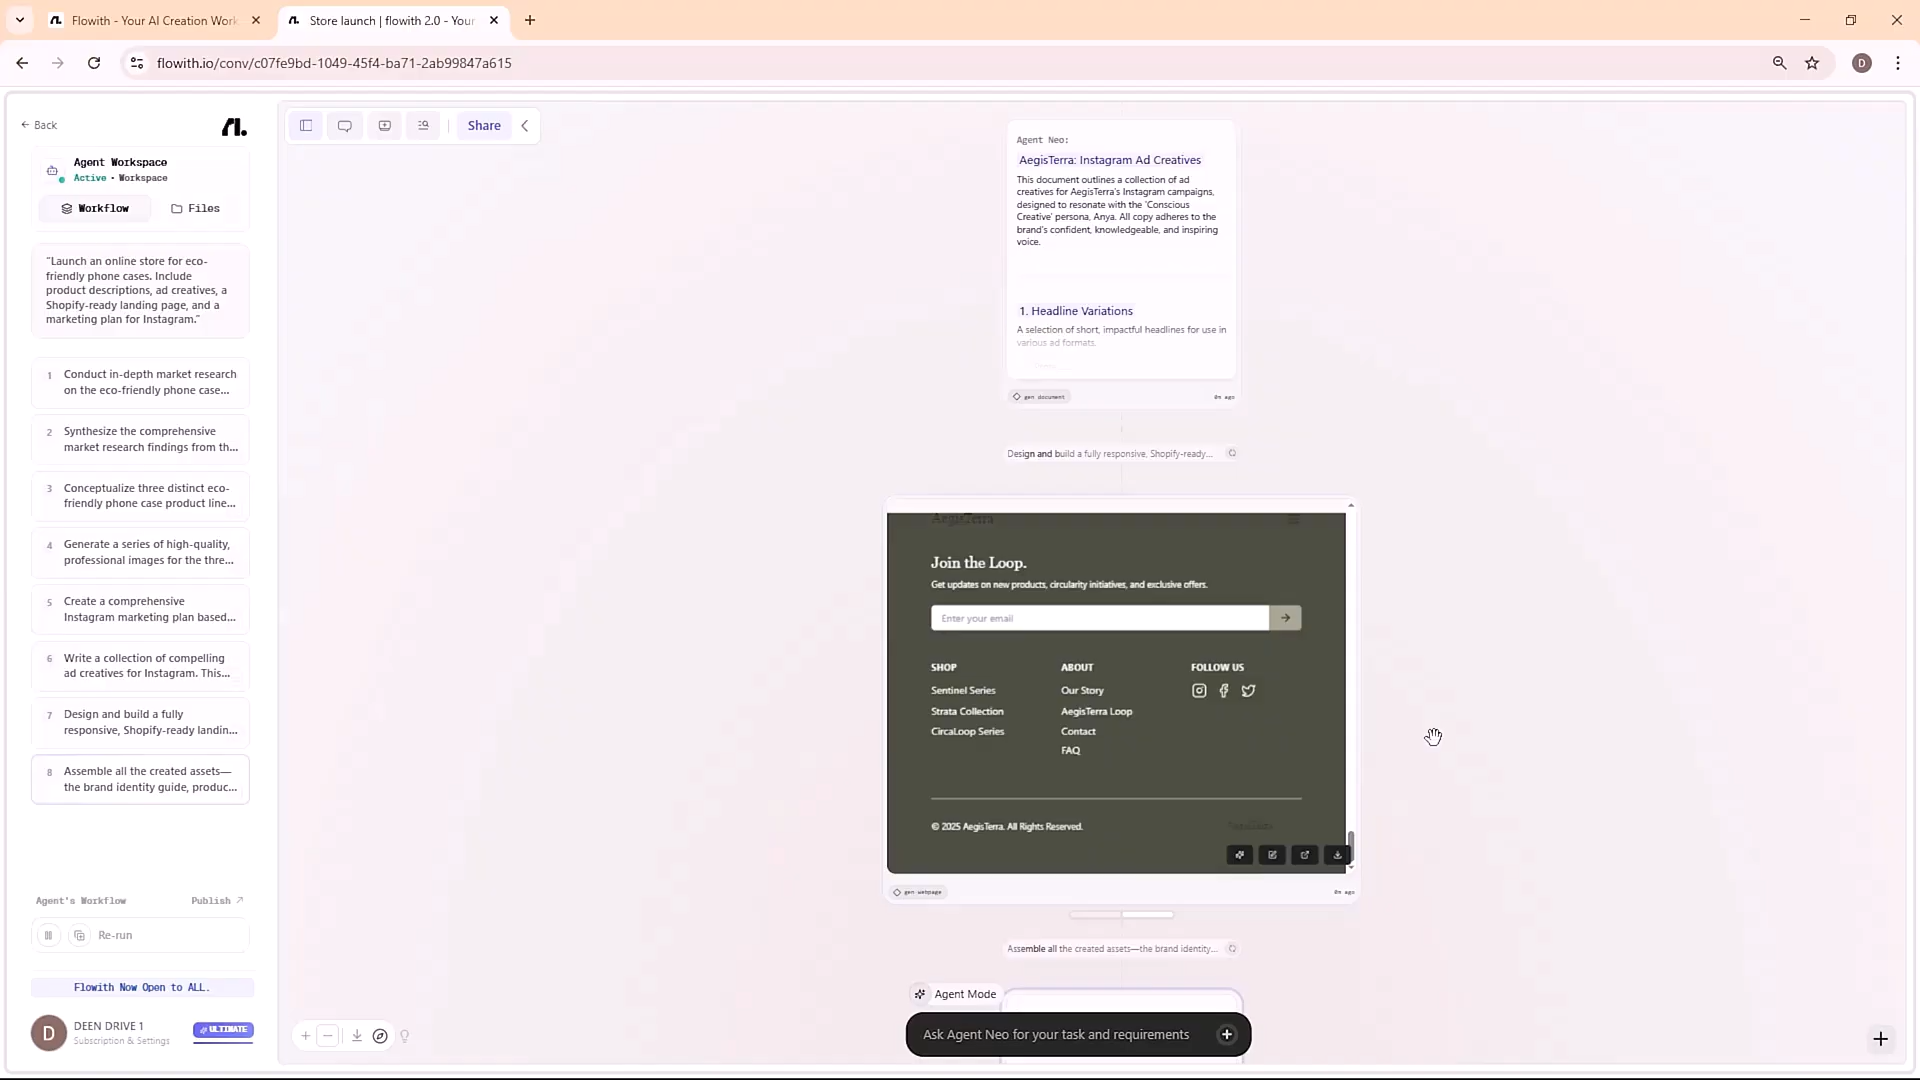 Flowith - Your AI Creation Work
Store launch | flowith 2.0 - Your
flowith.io/conv/c07fe9bd-1049-45f4-ba71-2ab99847a615
D
Back
Agent Workspace
Active • Workspace
Workflow
Files
"Launch an online store for eco-
friendly phone cases. Include
product descriptions, ad creatives, a
Shopify-ready landing page, and a
marketing plan for Instagram."
1 Conduct in-depth market research
on the eco-friendly phone case...
2 Synthesize the comprehensive
market research findings from th...
3 Conceptualize three distinct eco-
friendly phone case product line...
4 Generate a series of high-quality,
professional images for the thre...
5 Create a comprehensive
Instagram marketing plan based...
6 Write a collection of compelling
ad creatives for Instagram. This...
7 Design and build a fully
responsive, Shopify-ready landin...
8 Assemble all the created assets—
the brand identity guide, produc...
Agent's Workflow
Publish
Re-run
Flowith Now Open to ALL.
D
DEEN DRIVE 1
Subscription & Settings
ULTIMATE
Share
Agent Neo:
AegisTerra: Instagram Ad Creatives
This document outlines a collection of ad
creatives for AegisTerra's Instagram campaigns,
designed to resonate with the 'Conscious
Creative' persona, Anya. All copy adheres to the
brand's confident, knowledgeable, and inspiring
voice.
1. Headline Variations
A selection of short, impactful headlines for use in
various ad formats.
gen document
0m ago
Design and build a fully responsive, Shopify-ready...
AegisTerra
Join the Loop.
Get updates on new products, circularity initiatives, and exclusive offers.
Enter your email
SHOP
Sentinel Series
Strata Collection
CircaLoop Series
ABOUT
Our Story
AegisTerra Loop
Contact
FAQ
FOLLOW US
© 2025 AegisTerra. All Rights Reserved.
gen webpage
0m ago
Assemble all the created assets—the brand identity...
Agent Mode
Ask Agent Neo for your task and requirements